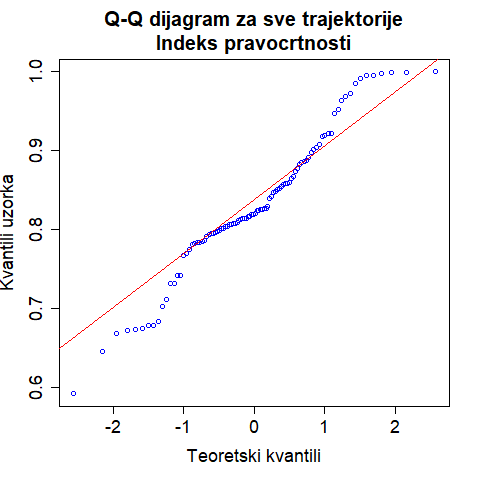 Q-Q dijagram za sve trajektorije
Indeks pravocrtnosti
Kvantili uzorka
1.0
0.9
0.8
0.7
0.6
-2
-1
0
1
2
Teoretski kvantili